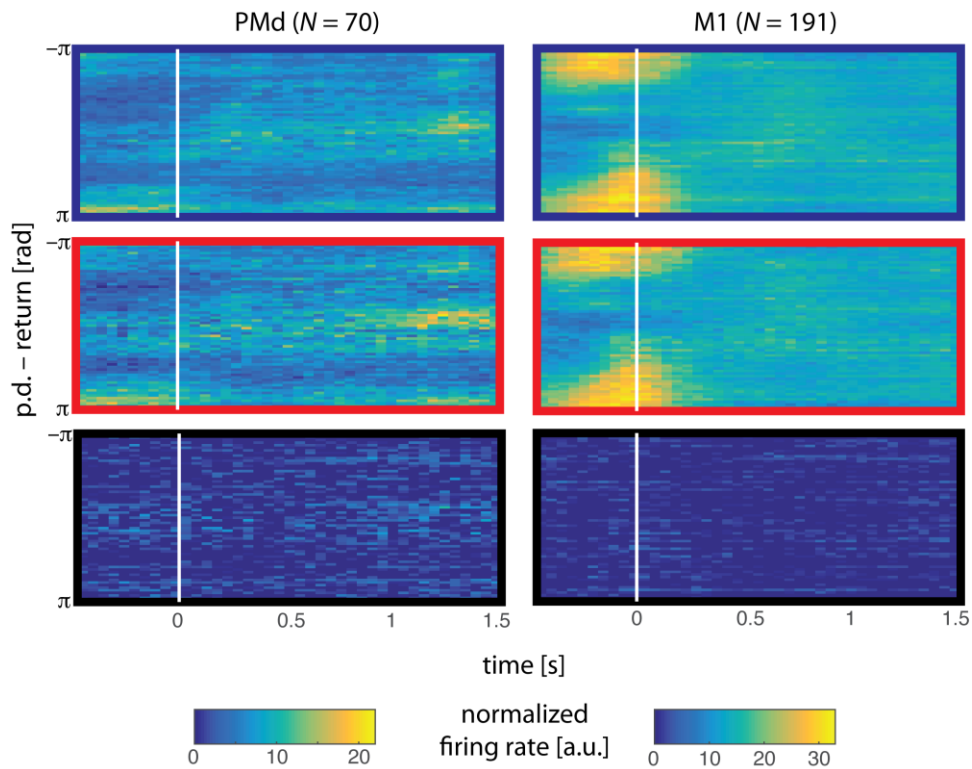 PMd (N = 70)
M1 (N = 191)
p.d. – return [rad]
−π
π
−π
π
−π
π
0
0.5
1
1.5
0
0.5
1
1.5
time [s]
normalized
firing rate [a.u.]
0
10
20
0
10
20
30